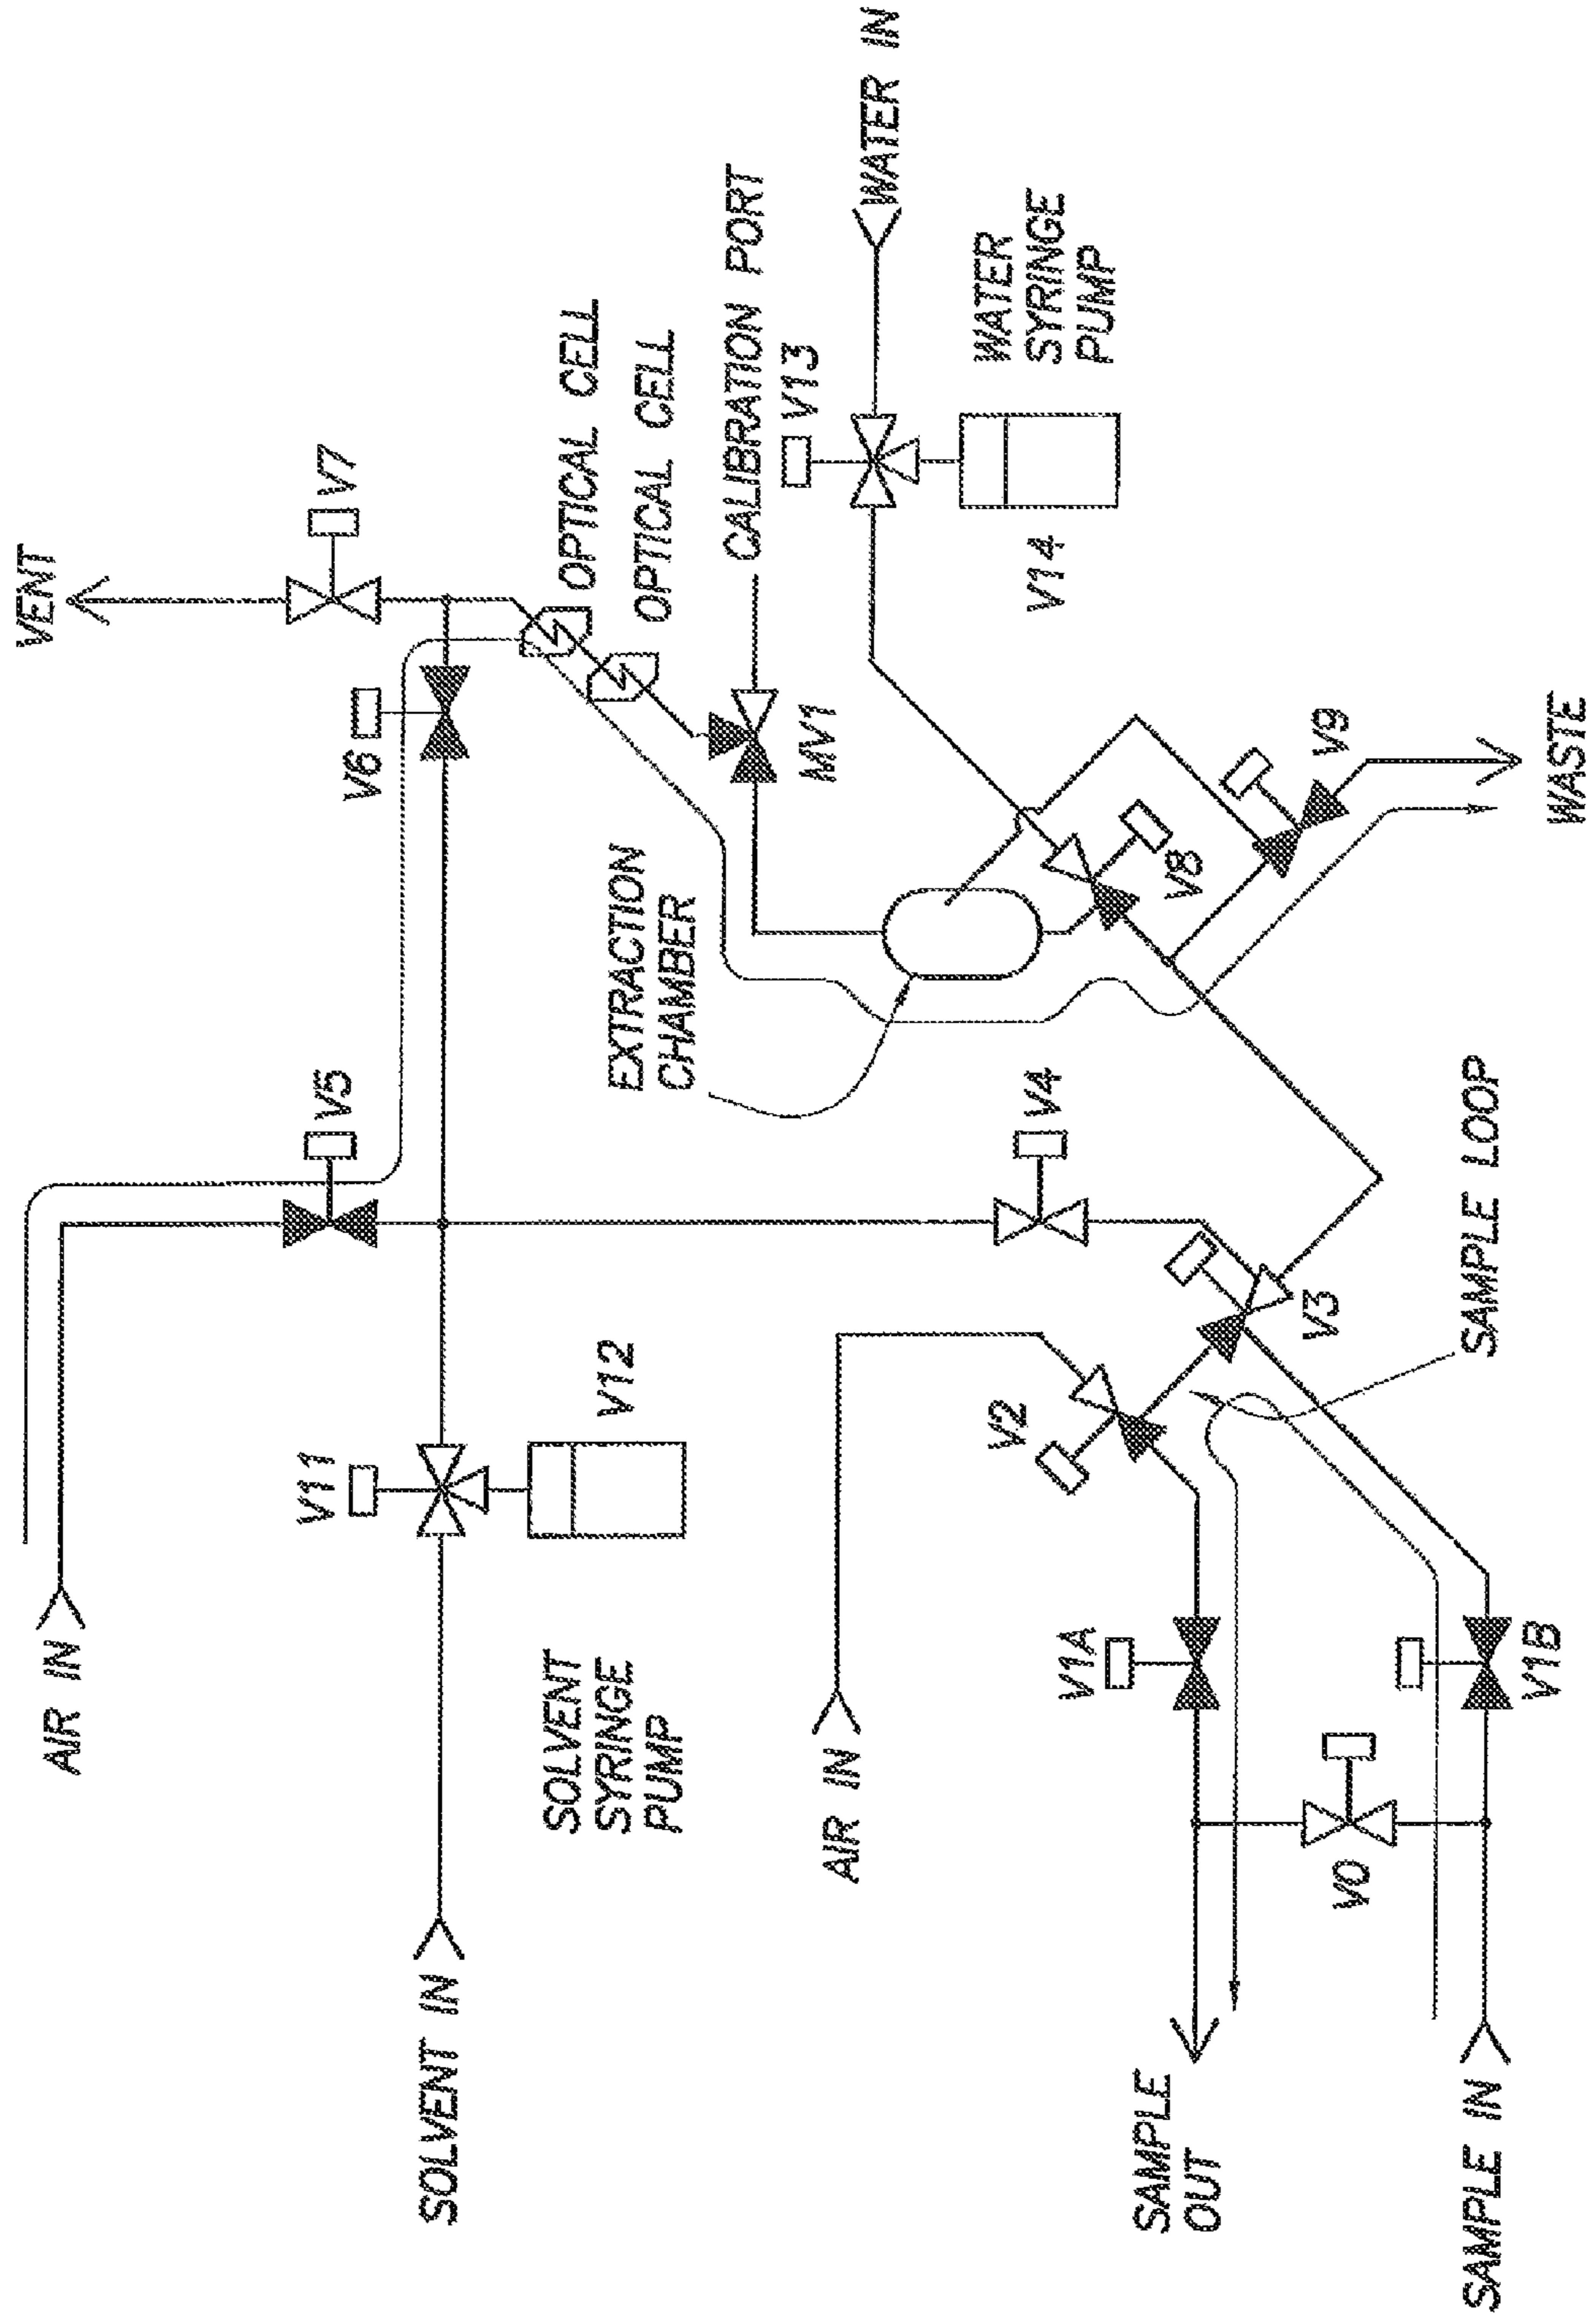 VENT
V7
AIR IN
V5
V6
V11
SOLVENT IN
OPTICAL CELL
OPTICAL CELL
SOLVENT
SYRINGE
PUMP
V12
EXTRACTION
CHAMBER
CALIBRATION PORT
MV1
V13
WATER IN
WATER
SYRINGE
PUMP
V14
AIR IN
V2
V4
V8
V9
V1A
V3
SAMPLE
OUT
V0
SAMPLE LOOP
SAMPLE IN
V1B
WASTE